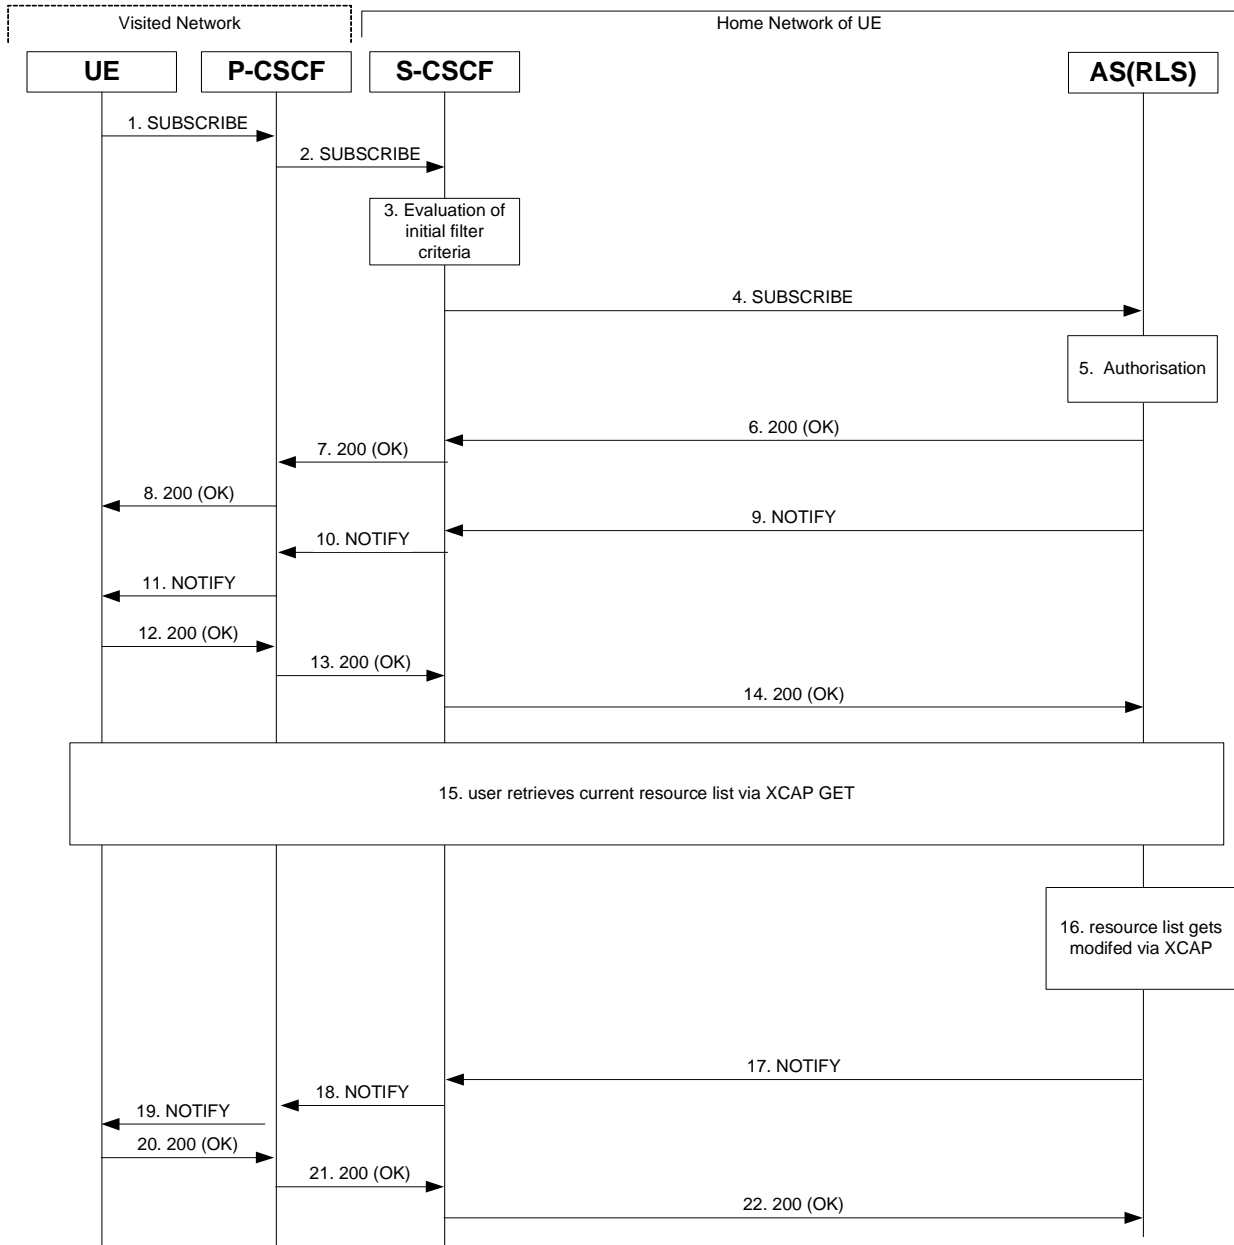 Visited Network
Home Network of UE
UE
P-CSCF
S-CSCF
AS(RLS)
1. SUBSCRIBE
2. SUBSCRIBE
3. Evaluation of
initial filter
criteria
4. SUBSCRIBE
5. Authorisation
6. 200 (OK)
7. 200 (OK)
8. 200 (OK)
9. NOTIFY
10. NOTIFY
11. NOTIFY
12. 200 (OK)
13. 200 (OK)
14. 200 (OK)
15. user retrieves current resource list via XCAP GET
16. resource list gets
modifed via XCAP
17. NOTIFY
18. NOTIFY
19. NOTIFY
20. 200 (OK)
21. 200 (OK)
22. 200 (OK)